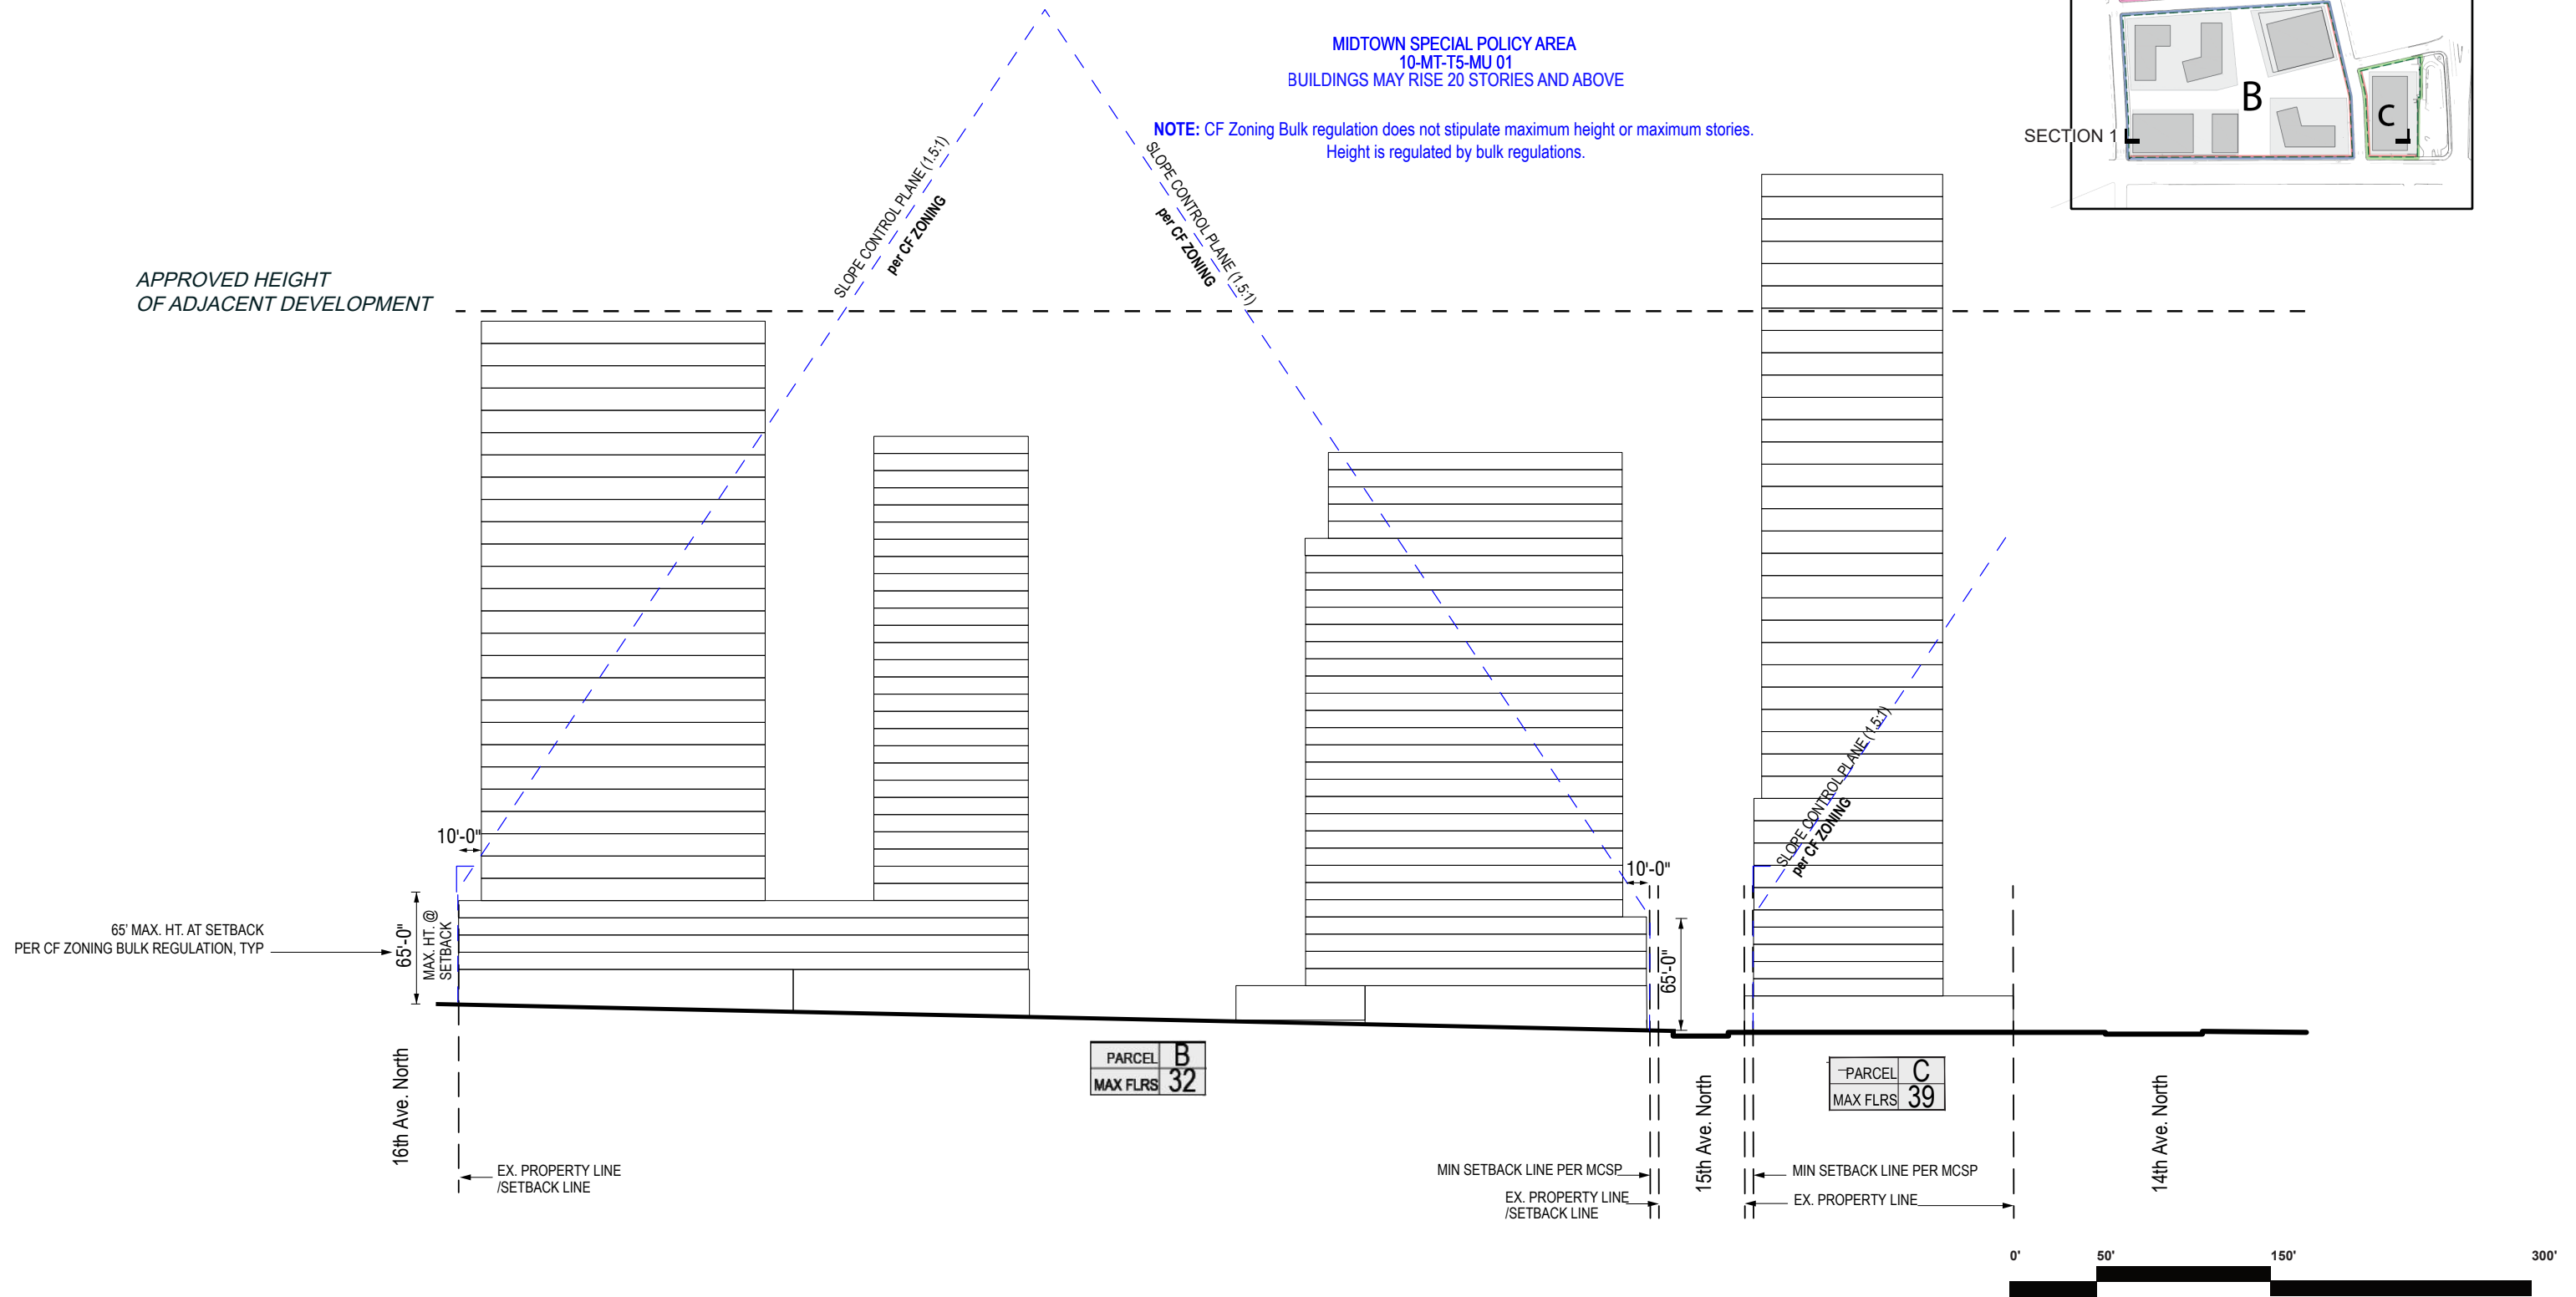 MIDTOWN SPECIAL POLICY AREA
10-MT-T5-MU 01
BUILDINGS MAY RISE 20 STORIES AND ABOVE
NOTE: CF Zoning Bulk regulation does not stipulate maximum height or maximum stories.
Height is regulated by bulk regulations.
B
C
SECTION 1
SLOPE CONTROL PLANE (1.5:1)
per CF ZONING
SLOPE CONTROL PLANE (1.5:1)
per CF ZONING
APPROVED HEIGHT
OF ADJACENT DEVELOPMENT
SLOPE CONTROL PLANE (1.5:1)
per CF ZONING
10'-0"
10'-0"
65' MAX. HT. AT SETBACK
PER CF ZONING BULK REGULATION, TYP
65'-0"
MAX. HT. @
SETBACK
65'-0"
PARCEL B
MAX FLRS 32
PARCEL C
MAX FLRS 39
16th Ave. North
15th Ave. North
14th Ave. North
EX. PROPERTY LINE
/SETBACK LINE
MIN SETBACK LINE PER MCSP
EX. PROPERTY LINE
/SETBACK LINE
MIN SETBACK LINE PER MCSP
EX. PROPERTY LINE
0' 50' 150' 300'